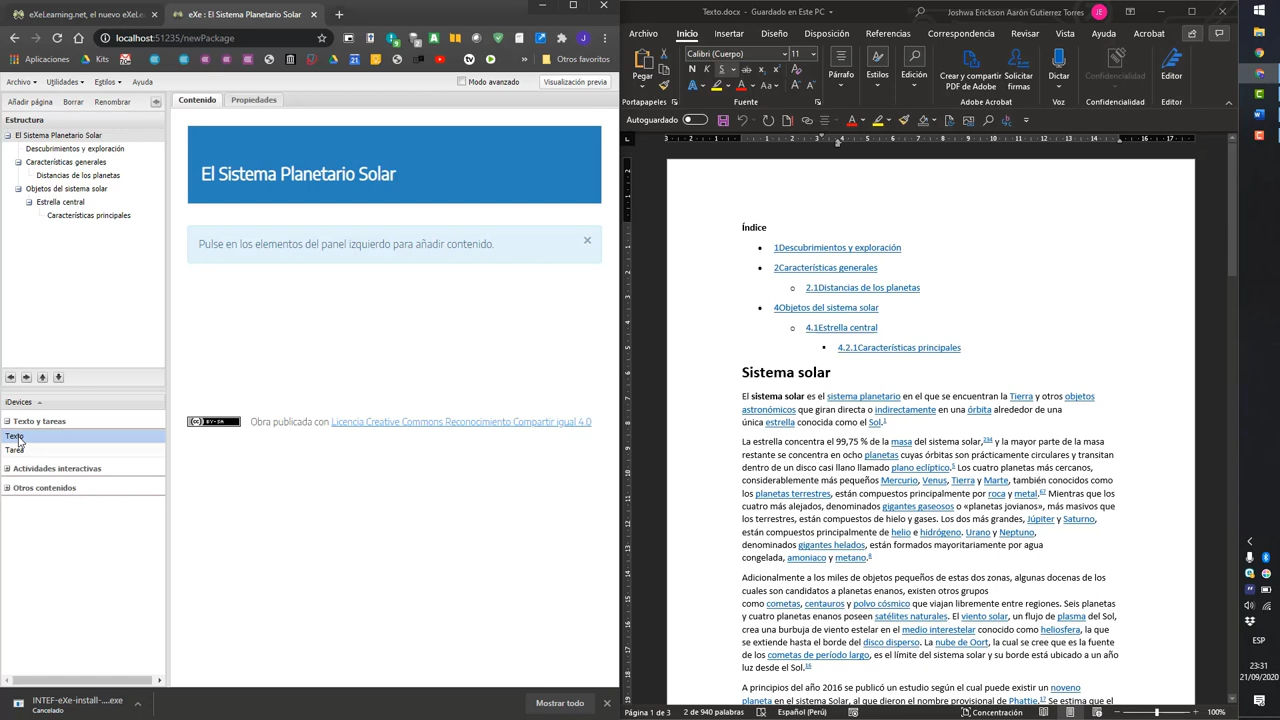 eXeLearning.net, el nuevo eXeL
eXe: El Sistema Planetario Solar
localhost:51235/newPackage
Aplicaciones
Otros favoritos
Archivo Utilidades Estilos Ayuda
Modo avanzado
Visualización previa
Añadir página Borrar Renombrar
Contenido Propiedades
Estructura
El Sistema Planetario Solar
Descubrimientos y exploración
Características generales
Distancias de los planetas
Objetos del sistema solar
Estrella central
Características principales
iDevices
Texto y tareas
Texto
Tarea
Actividades interactivas
Otros contenidos
El Sistema Planetario Solar
Pulse en los elementos del panel izquierdo para añadir contenido.
Obra publicada con Licencia Creative Commons Reconocimiento Compartir igual 4.0
INTEF-eXe-install-....exe
Cancelado
Mostrar todo
Texto.docx - Guardado en Este PC
Joshwa Erickson Aarón Gutierrez Torres JE
Archivo Inicio Insertar Diseño Disposición Referencias Correspondencia Revisar Vista Ayuda Acrobat
Calibri (Cuerpo) 11
Pegar
N K S ab
Párrafo Estilos Edición
Crear y compartir PDF de Adobe
Solicitar firmas
Dictar
Confidencialidad
Editor
Portapapeles Fuente Adobe Acrobat Voz Confidencialidad Editor
Autoguardado
Índice
• 1Descubrimientos y exploración
• 2Características generales
o 2.1Distancias de los planetas
• 4Objetos del sistema solar
o 4.1Estrella central
▪ 4.2.1Características principales
Sistema solar
El sistema solar es el sistema planetario en el que se encuentran la Tierra y otros objetos
astronómicos que giran directa o indirectamente en una órbita alrededor de una
única estrella conocida como el Sol.1
La estrella concentra el 99,75 % de la masa del sistema solar,234 y la mayor parte de la masa
restante se concentra en ocho planetas cuyas órbitas son prácticamente circulares y transitan
dentro de un disco casi llano llamado plano eclíptico.5 Los cuatro planetas más cercanos,
considerablemente más pequeños Mercurio, Venus, Tierra y Marte, también conocidos como
los planetas terrestres, están compuestos principalmente por roca y metal.67 Mientras que los
cuatro más alejados, denominados gigantes gaseosos o «planetas jovianos», más masivos que
los terrestres, están compuestos de hielo y gases. Los dos más grandes, Júpiter y Saturno,
están compuestos principalmente de helio e hidrógeno. Urano y Neptuno,
denominados gigantes helados, están formados mayoritariamente por agua
congelada, amoniaco y metano.8
Adicionalmente a los miles de objetos pequeños de estas dos zonas, algunas docenas de los
cuales son candidatos a planetas enanos, existen otros grupos
como cometas, centauros y polvo cósmico que viajan libremente entre regiones. Seis planetas
y cuatro planetas enanos poseen satélites naturales. El viento solar, un flujo de plasma del Sol,
crea una burbuja de viento estelar en el medio interestelar conocido como heliosfera, la que
se extiende hasta el borde del disco disperso. La nube de Oort, la cual se cree que es la fuente
de los cometas de período largo, es el límite del sistema solar y su borde está ubicado a un año
luz desde el Sol.16
A principios del año 2016 se publicó un estudio según el cual puede existir un noveno
planeta en el sistema Solar, al que dieron el nombre provisional de Phattie.17 Se estima que el
Página 1 de 3 2 de 940 palabras Español (Perú) Concentración 100%
ESP
23:31
21/09/2020